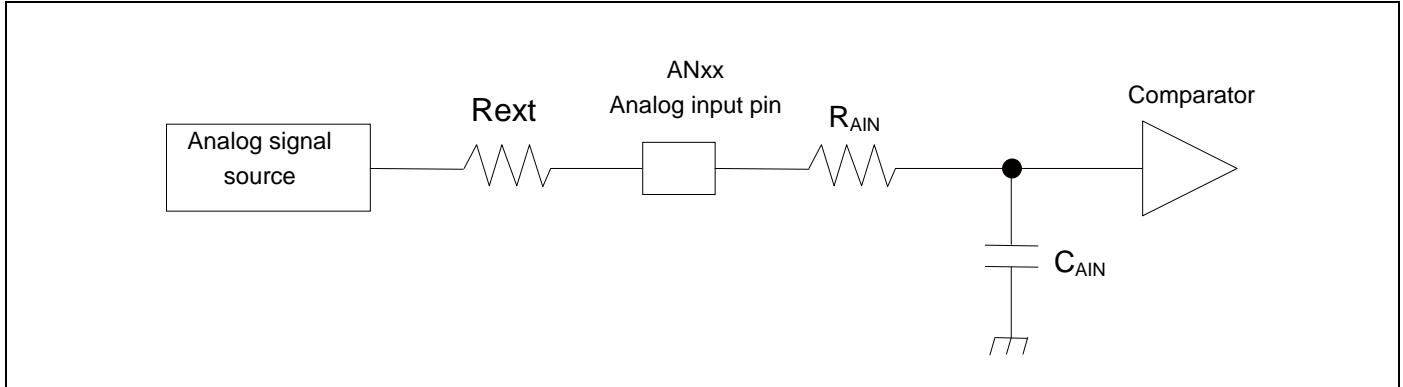 ANxx
Analog input pin
Comparator
Rext
RAIN
Analog signal
source
CAIN